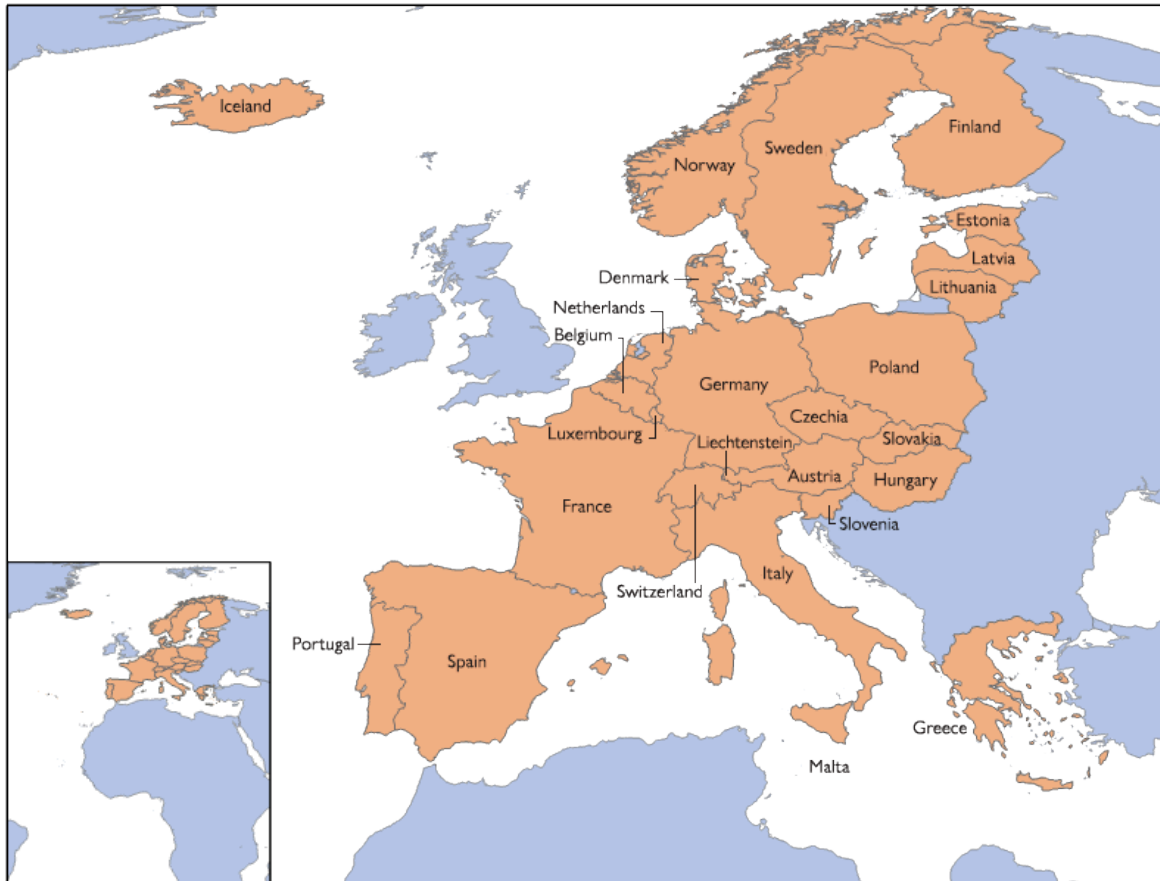 Iceland
Finland
Sweden
Norway
Estonia
Latvia
Denmark
Lithuania
Netherlands
Belgium
Poland
Germany
Czechia
Luxembourg
Slovakia
Liechtenstein
Austria
Hungary
France
Slovenia
Italy
Switzerland
Portugal
Spain
Greece
Malta